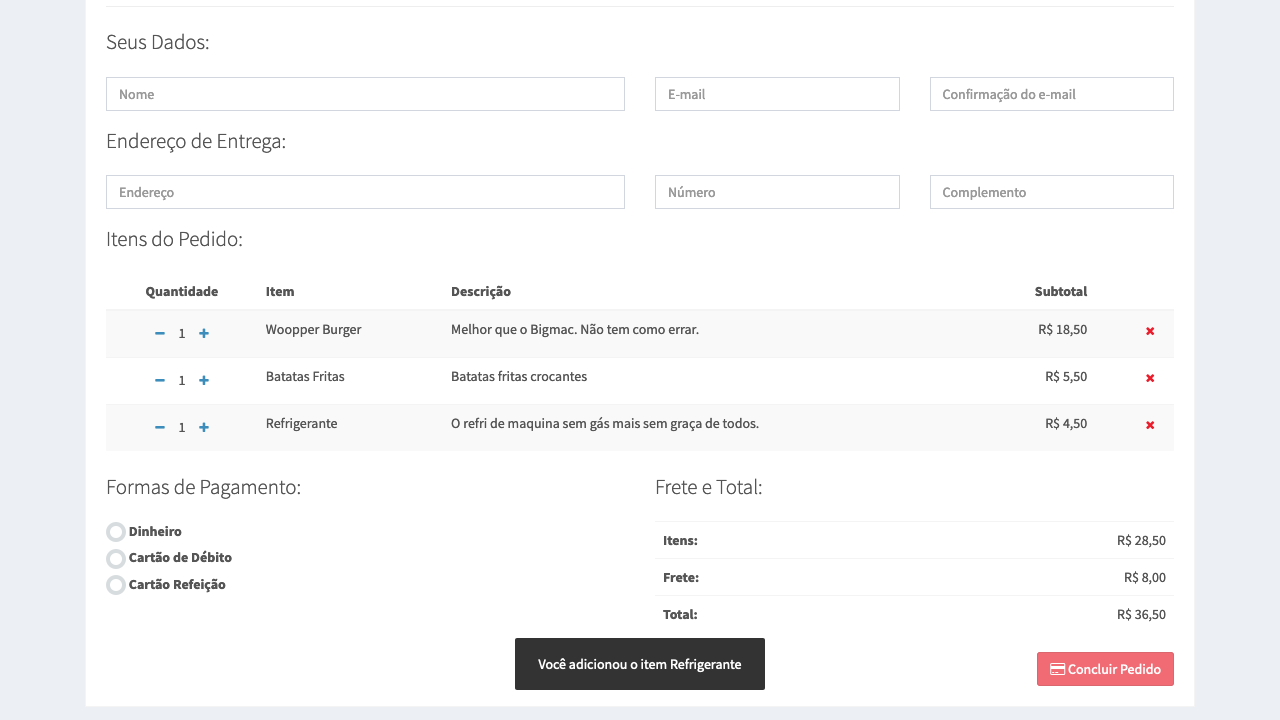 Seus Dados:
Nome E-mail Confirmação do e-mail
Endereço de Entrega:
Endereço Número Complemento
Itens do Pedido:
Quantidade Item Descrição Subtotal
1 Woopper Burger Melhor que o Bigmac. Não tem como errar. R$ 18,50
1 Batatas Fritas Batatas fritas crocantes R$ 5,50
1 Refrigerante O refri de maquina sem gás mais sem graça de todos. R$ 4,50
Formas de Pagamento:
Dinheiro
Cartão de Débito
Cartão Refeição
Frete e Total:
Itens: R$ 28,50
Frete: R$ 8,00
Total: R$ 36,50
Você adicionou o item Refrigerante
Concluir Pedido